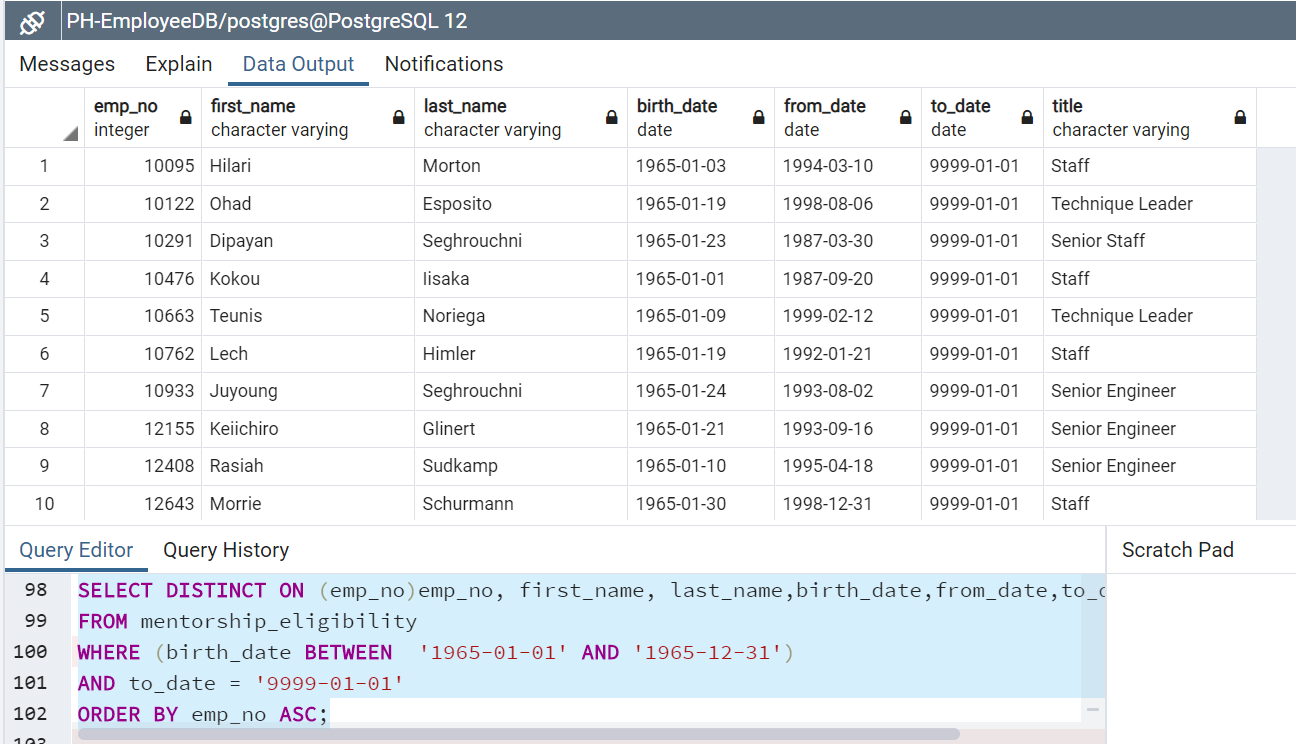 PH-EmployeeDB/postgres@PostgreSQL 12
Messages Explain Data Output Notifications
emp_no first_name last_name birth_date from_date to_date title
integer character varying character varying date date date character varying
1 10095 Hilari Morton 1965-01-03 1994-03-10 9999-01-01 Staff
2 10122 Ohad Esposito 1965-01-19 1998-08-06 9999-01-01 Technique Leader
3 10291 Dipayan Seghrouchni 1965-01-23 1987-03-30 9999-01-01 Senior Staff
4 10476 Kokou Iisaka 1965-01-01 1987-09-20 9999-01-01 Staff
5 10663 Teunis Noriega 1965-01-09 1999-02-12 9999-01-01 Technique Leader
6 10762 Lech Himler 1965-01-19 1992-01-21 9999-01-01 Staff
7 10933 Juyoung Seghrouchni 1965-01-24 1993-08-02 9999-01-01 Senior Engineer
8 12155 Keiichiro Glinert 1965-01-21 1993-09-16 9999-01-01 Senior Engineer
9 12408 Rasiah Sudkamp 1965-01-10 1995-04-18 9999-01-01 Senior Engineer
10 12643 Morrie Schurmann 1965-01-30 1998-12-31 9999-01-01 Staff
Query Editor Query History Scratch Pad
98 SELECT DISTINCT ON (emp_no)emp_no, first_name, last_name,birth_date,from_date,
99 FROM mentorship_eligibility
100 WHERE (birth_date BETWEEN  '1965-01-01' AND '1965-12-31')
101 AND to_date = '9999-01-01'
102 ORDER BY emp_no ASC;